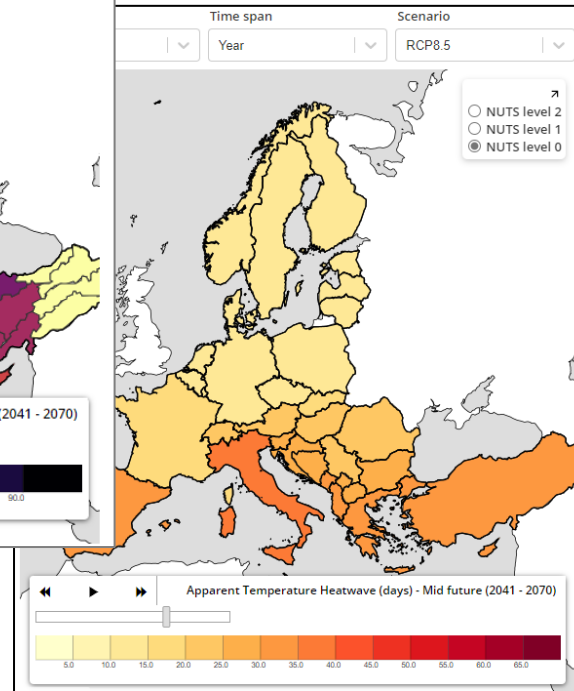 Time span
Scenario
Year
RCP8.5
NUTS level 2
NUTS level 1
NUTS level 0
(2041 - 2070)
90.0
Apparent Temperature Heatwave (days) - Mid future (2041 - 2070)
5.0 10.0 15.0 20.0 25.0 30.0 35.0 40.0 45.0 50.0 55.0 60.0 65.0